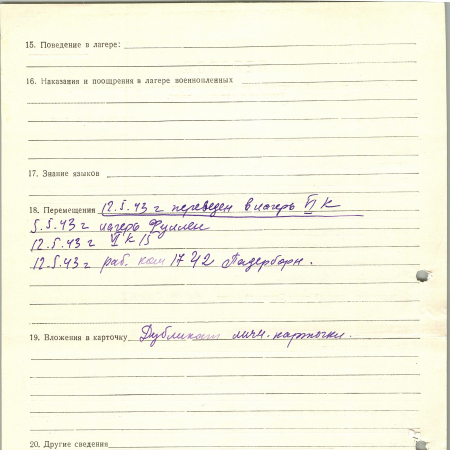 15. Поведение в лагере:
16. Наказания и поощрения в лагере военнопленных
17. Знание языков
18. Перемещения 12.5.43 г переведен в лагерь VI К
5.5.43 г лагерь Фуллен
12.5.43 г VI K
12.5.43 г раб. ком 1742 Падерборн.
19. Вложения в карточку Дубликат личн. карточки.
20. Другие сведения